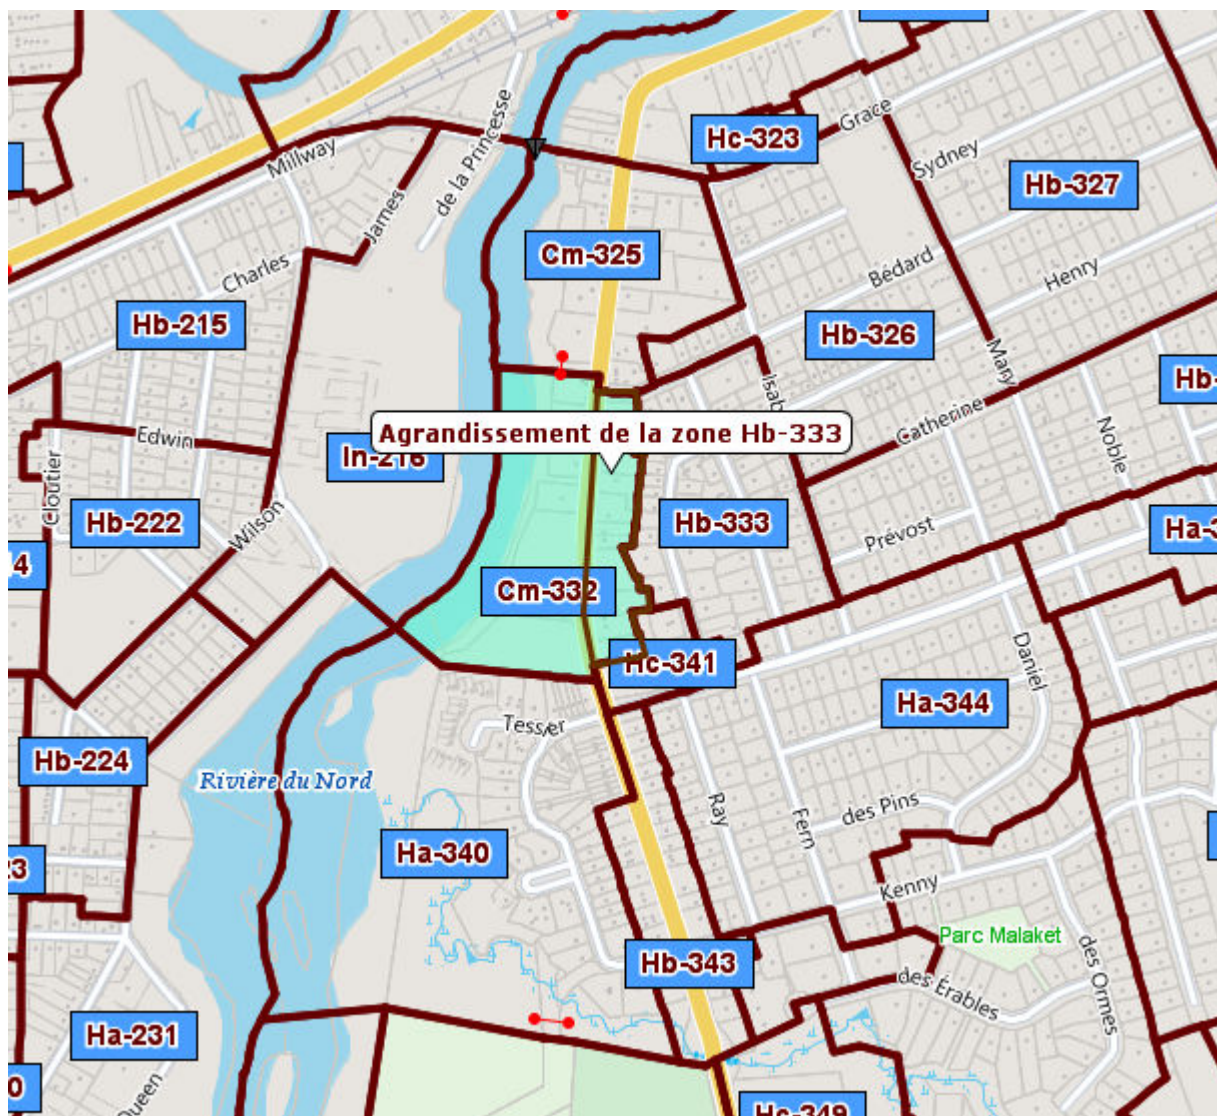 Grace
Hc-323
Sydney
Millway
de la Princesse
Hb-327
James
Cm-325
Bédard
Henry
Charles
Hb-215
Hb-326
Mary
Catherine
Agrandissement de la zone Hb-333
Edwin
Noble
Cloutier
Hb-222
Wilson
Hb-333
Prévost
Cm-332
Hc-341
Daniel
Ha-344
Tessier
Hb-224
Rivière du Nord
Ray
Fern
des Pins
Ha-340
Kenny
Parc Malaket
Hb-343
des Érables
des Ormes
Ha-231
Queen
Hc-349